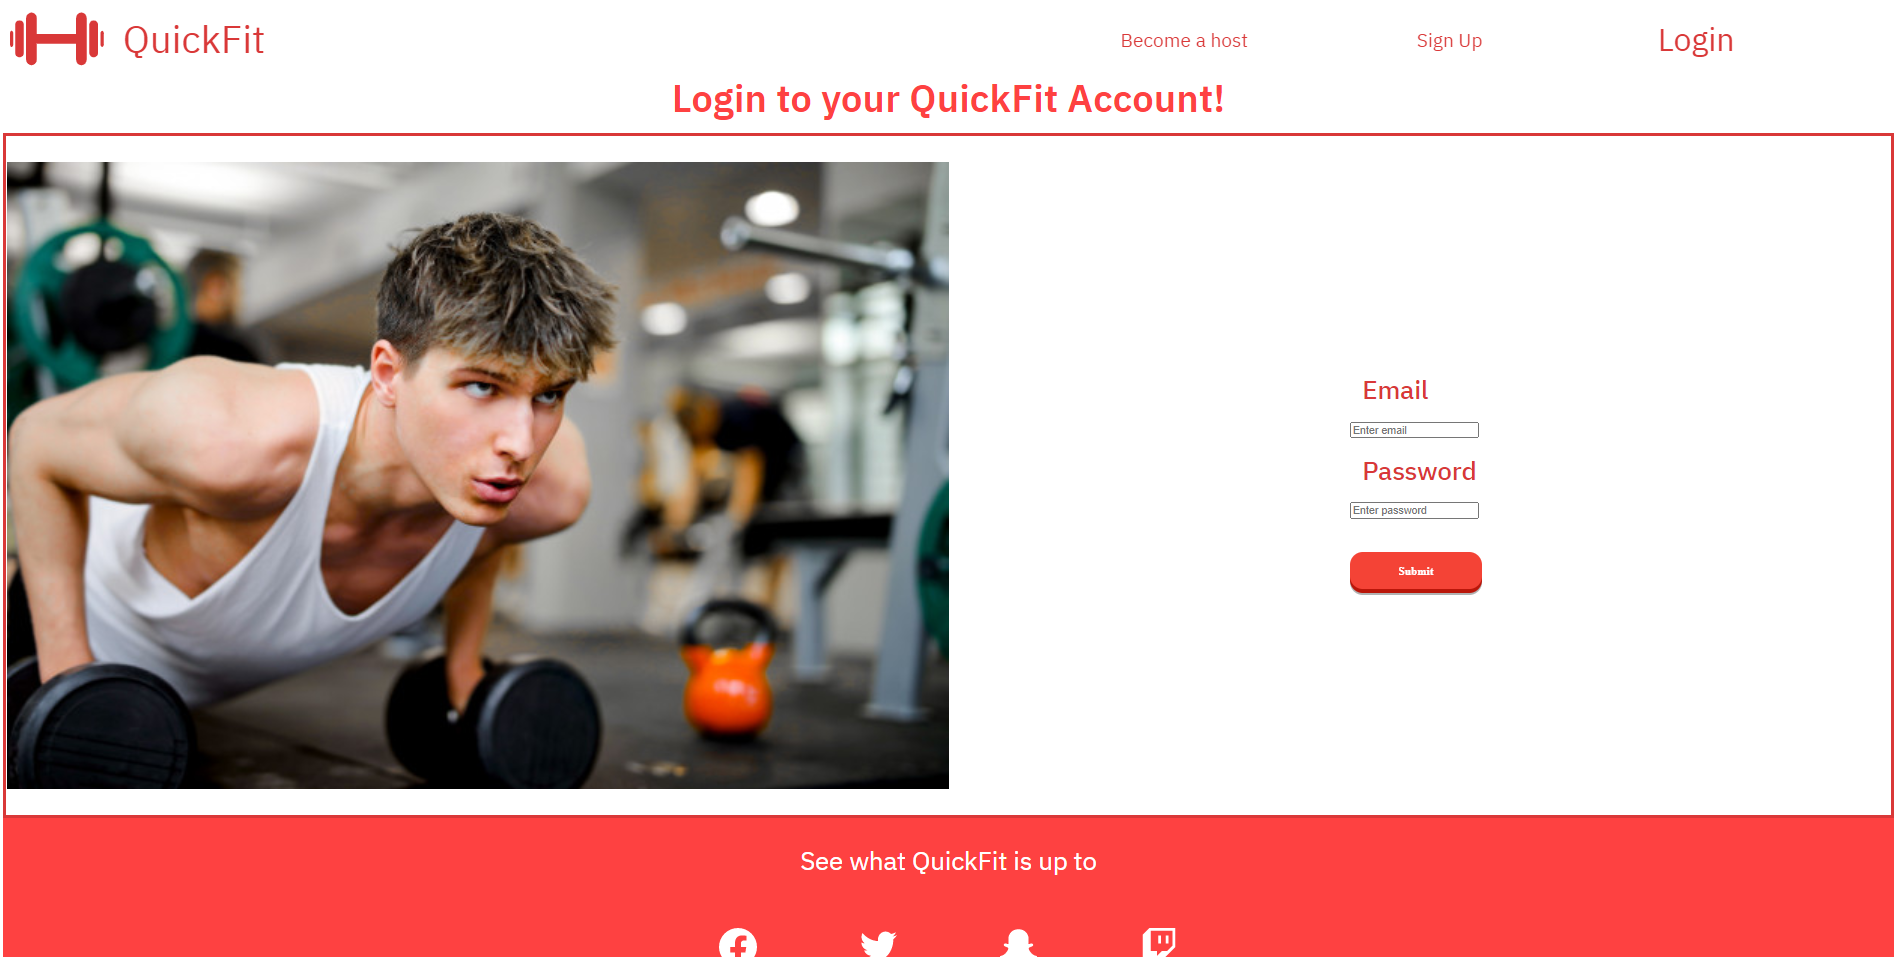 QuickFit
Become a host
Sign Up
Login
Login to your QuickFit Account!
Email
Enter email
Password
Enter password
Submit
See what QuickFit is up to